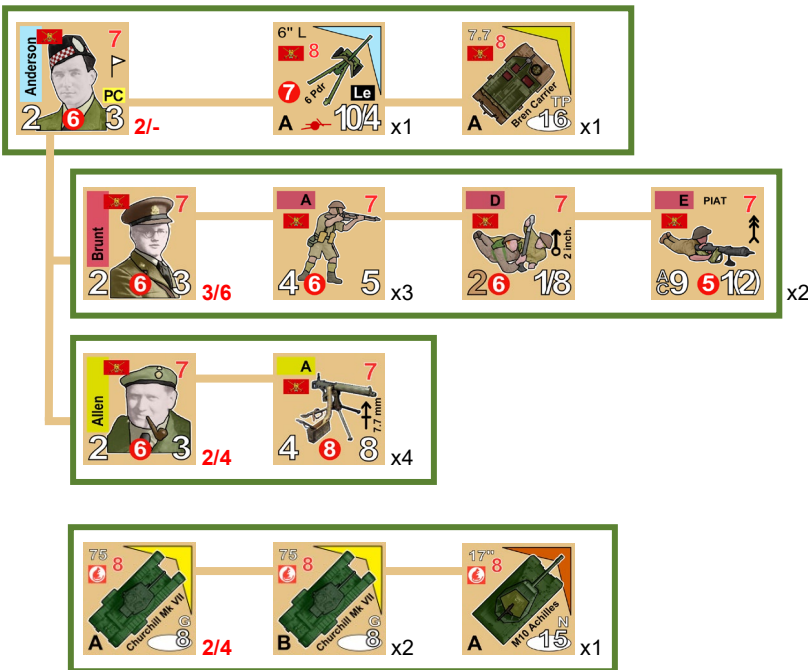 Anderson 7 PC 2 6 3 2/-
6" L 8 7 6 Pdr Le A 10/4 x1
7.7 8 Bren Carrier TP A 16 x1
Brunt 7 2 6 3 3/6
A 7 4 6 5 x3
D 7 2 inch. 2 6 1/8
E PIAT 7 AC 9 5 1(2) x2
Allen 7 2 6 3 2/4
A 7 7.7 mm 4 8 8 x4
75 8 Churchill Mk VII G A 8 2/4
75 8 Churchill Mk VII G B 8 x2
17" 8 M10 Achilles N A 15 x1